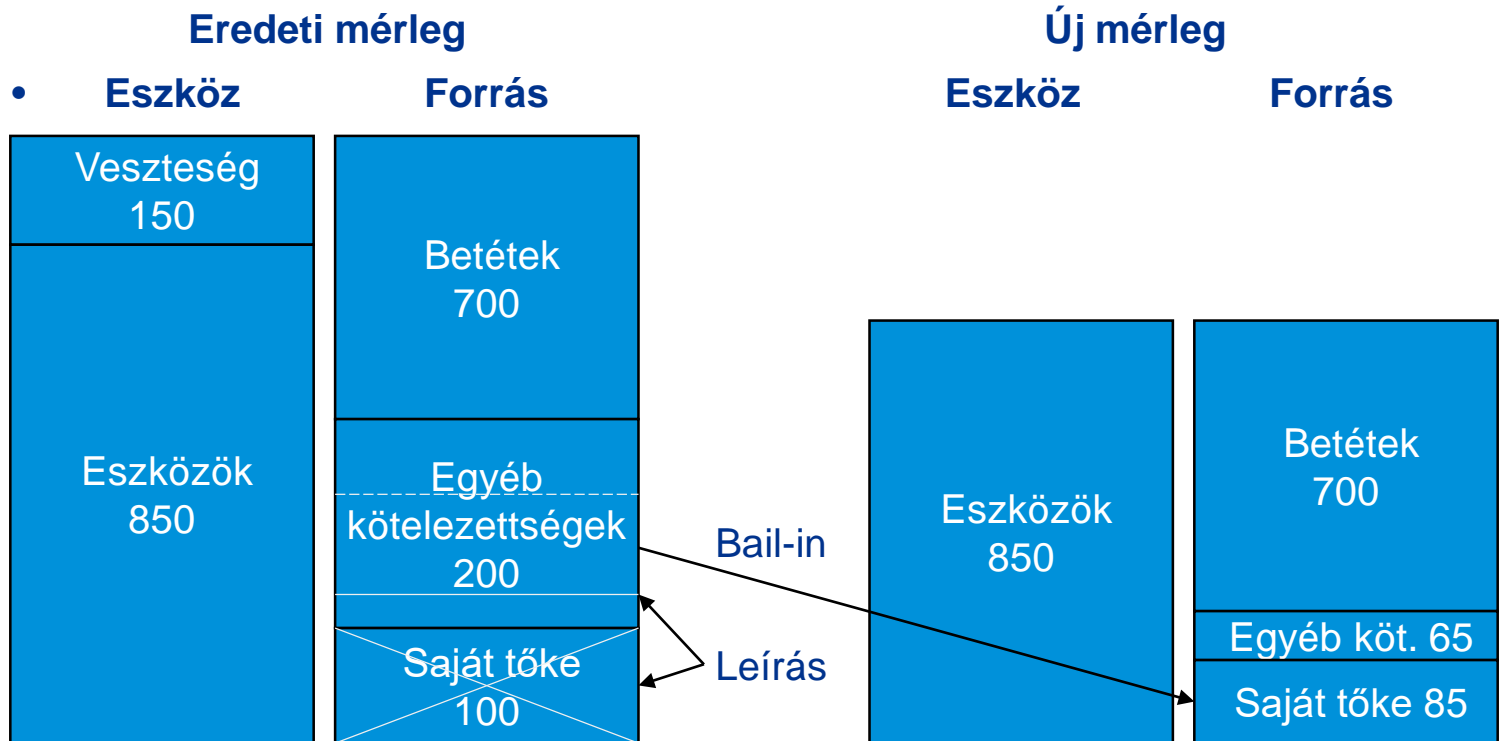 Eredeti mérleg
Új mérleg
• Eszköz Forrás
Eszköz Forrás
Veszteség
150
Eszközök
850
Betétek
700
Egyéb
kötelezettségek
200
Saját tőke
100
Bail-in
Leírás
Eszközök
850
Betétek
700
Egyéb köt. 65
Saját tőke 85